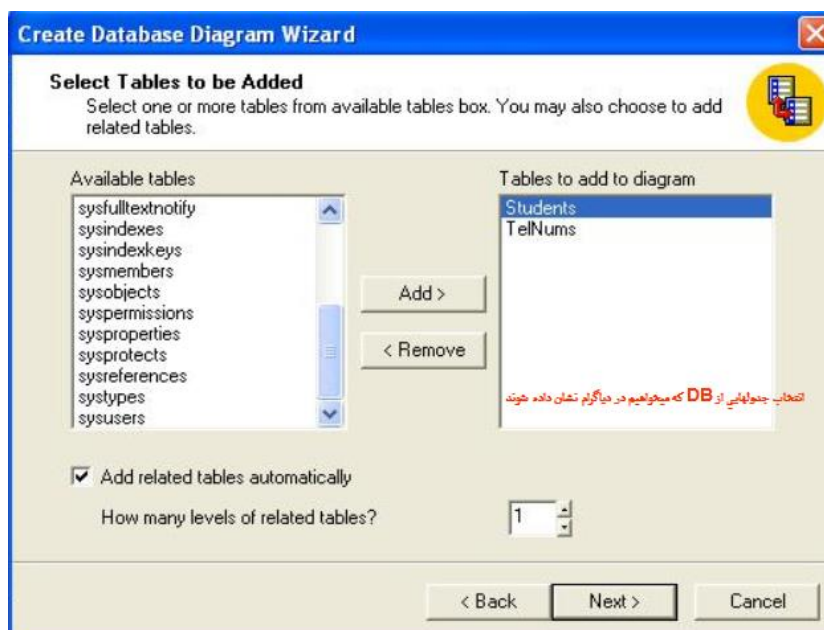 Create Database Diagram Wizard
Select Tables to be Added
Select one or more tables from available tables box. You may also choose to add
related tables.
Available tables
sysfulltextnotify
sysindexes
sysindexkeys
sysmembers
sysobjects
syspermissions
sysproperties
sysprotects
sysreferences
systypes
sysusers
Add >
< Remove
Tables to add to diagram
Students
TelNums
انتخاب جدولهایی از DB که میخواهیم در دیاگرام نشان داده شوند
Add related tables automatically
How many levels of related tables?
1
< Back
Next >
Cancel